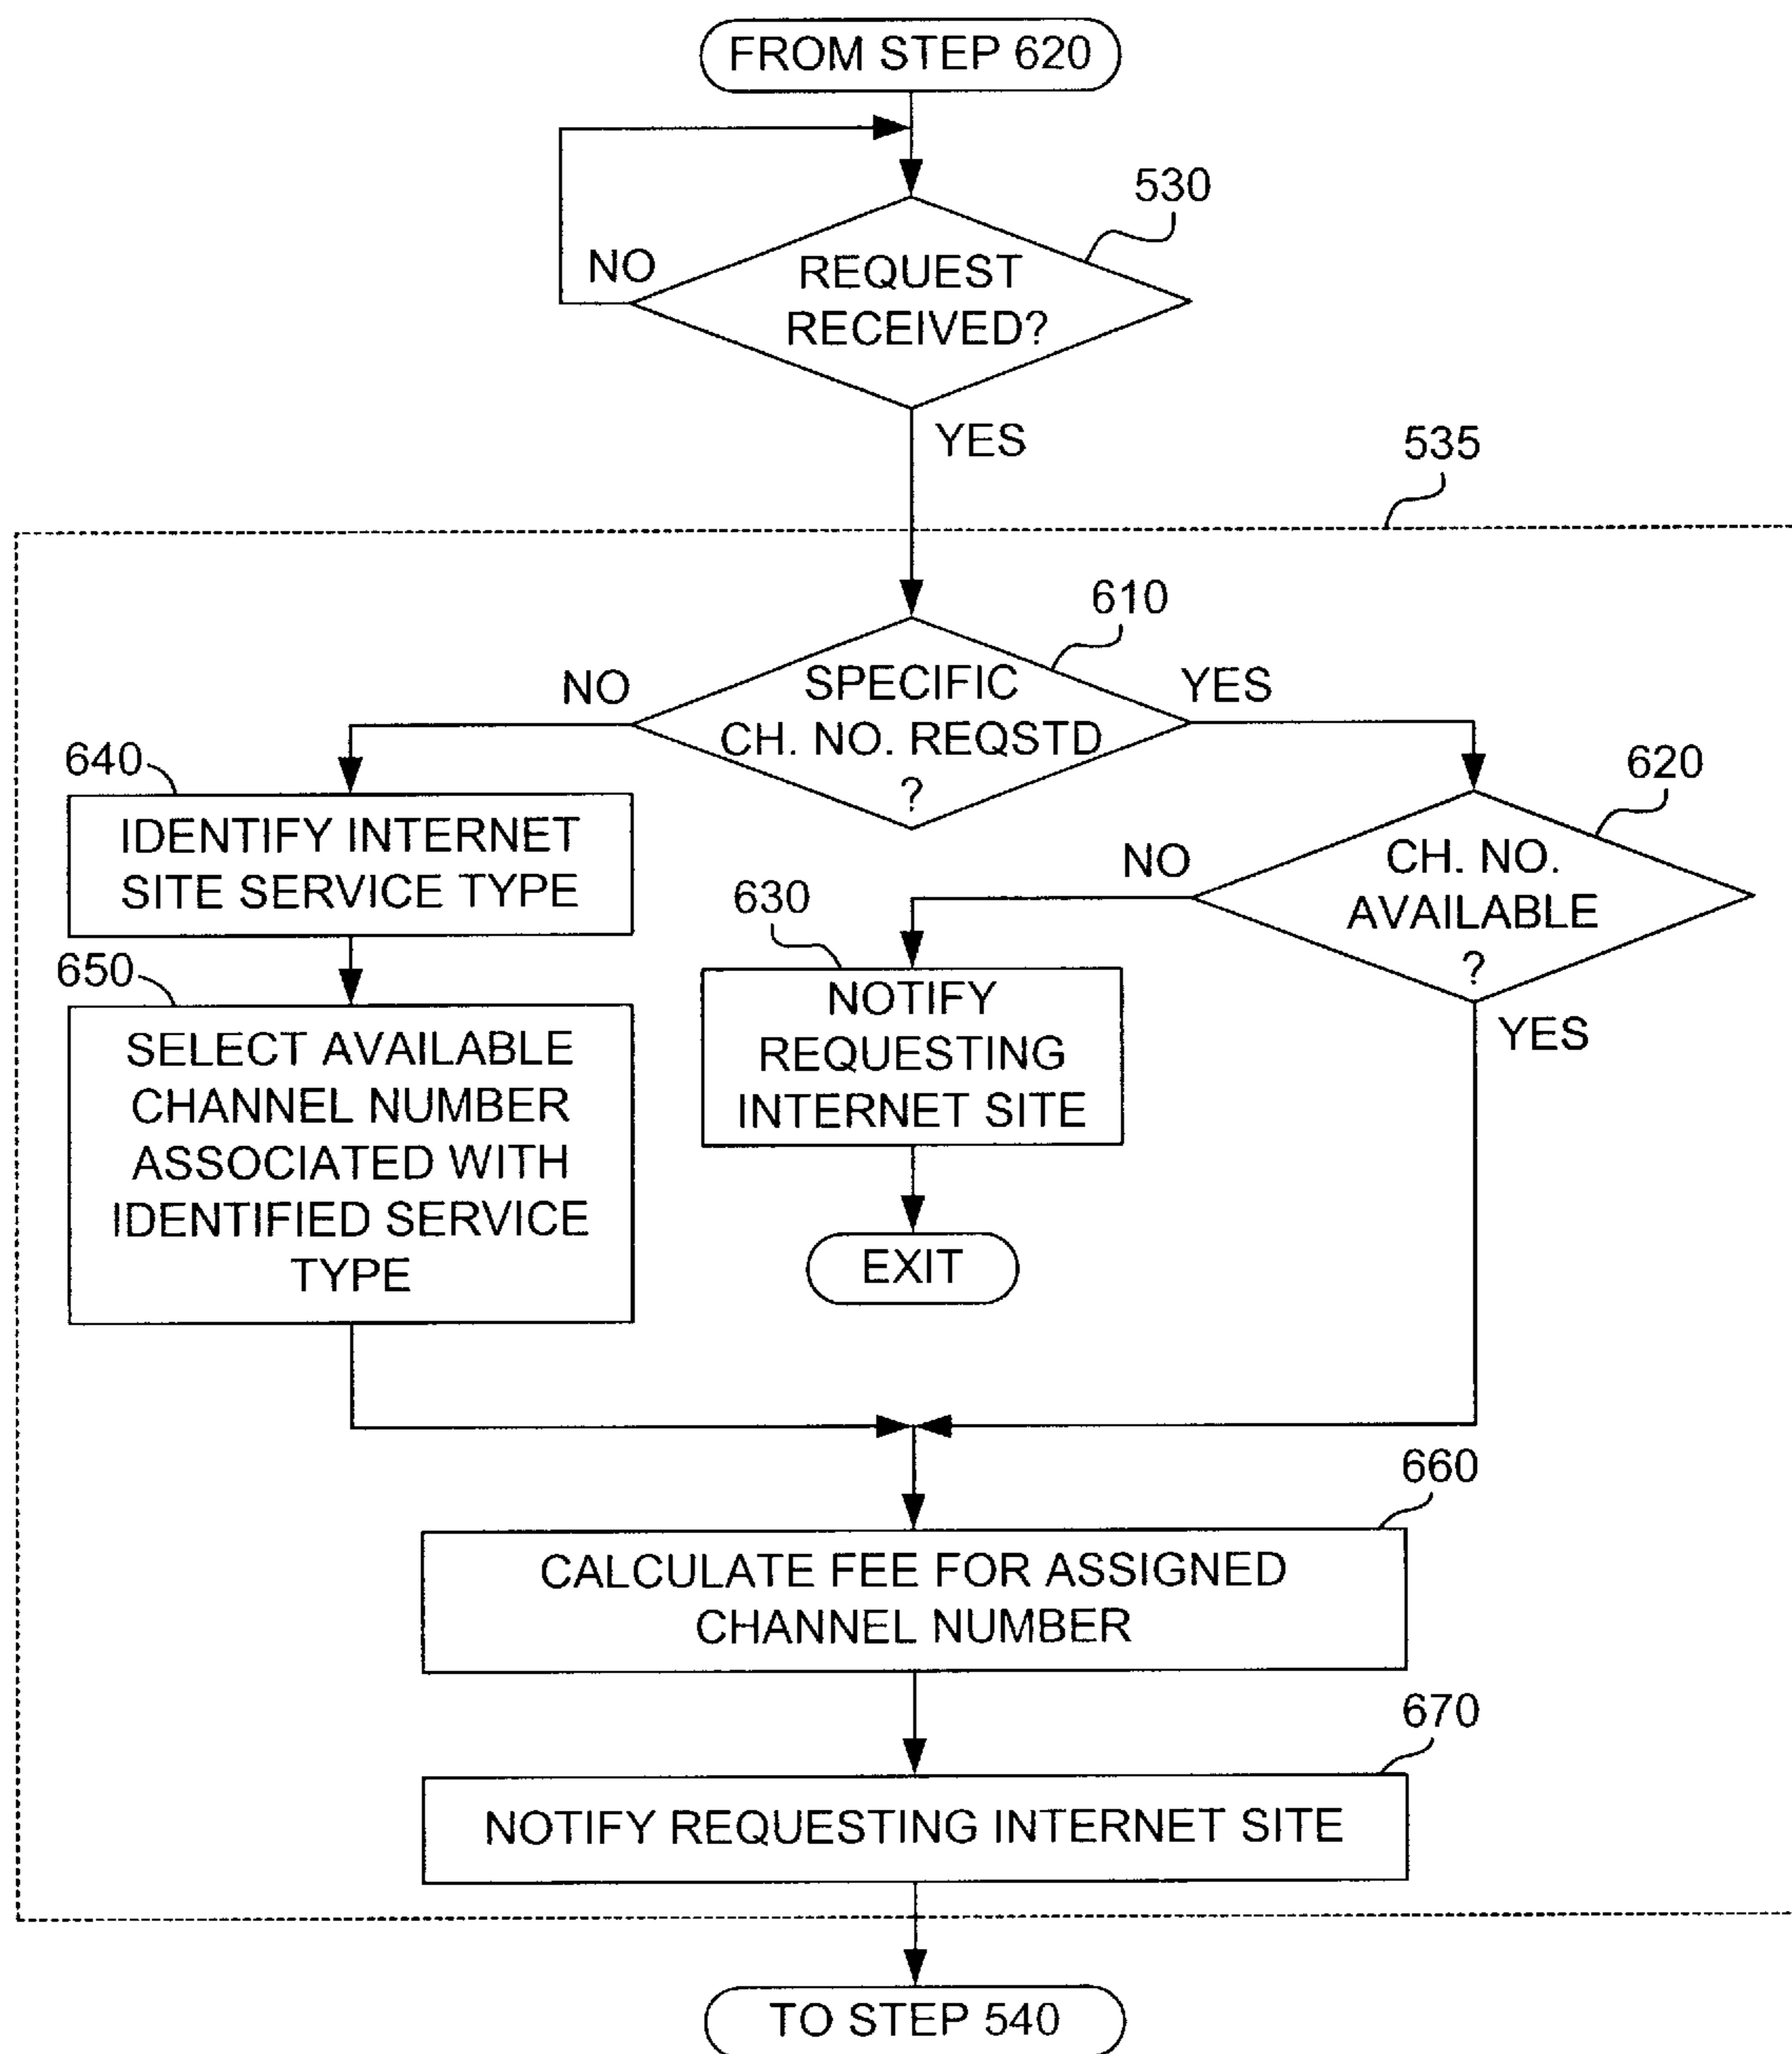 FROM STEP 620
530
NO
REQUEST
RECEIVED?
YES
535
610
NO
SPECIFIC
CH. NO. REQSTD
?
YES
640
620
IDENTIFY INTERNET
SITE SERVICE TYPE
NO
CH. NO.
AVAILABLE
?
630
650
NOTIFY
REQUESTING
INTERNET SITE
YES
SELECT AVAILABLE
CHANNEL NUMBER
ASSOCIATED WITH
IDENTIFIED SERVICE
TYPE
EXIT
660
CALCULATE FEE FOR ASSIGNED
CHANNEL NUMBER
670
NOTIFY REQUESTING INTERNET SITE
TO STEP 540